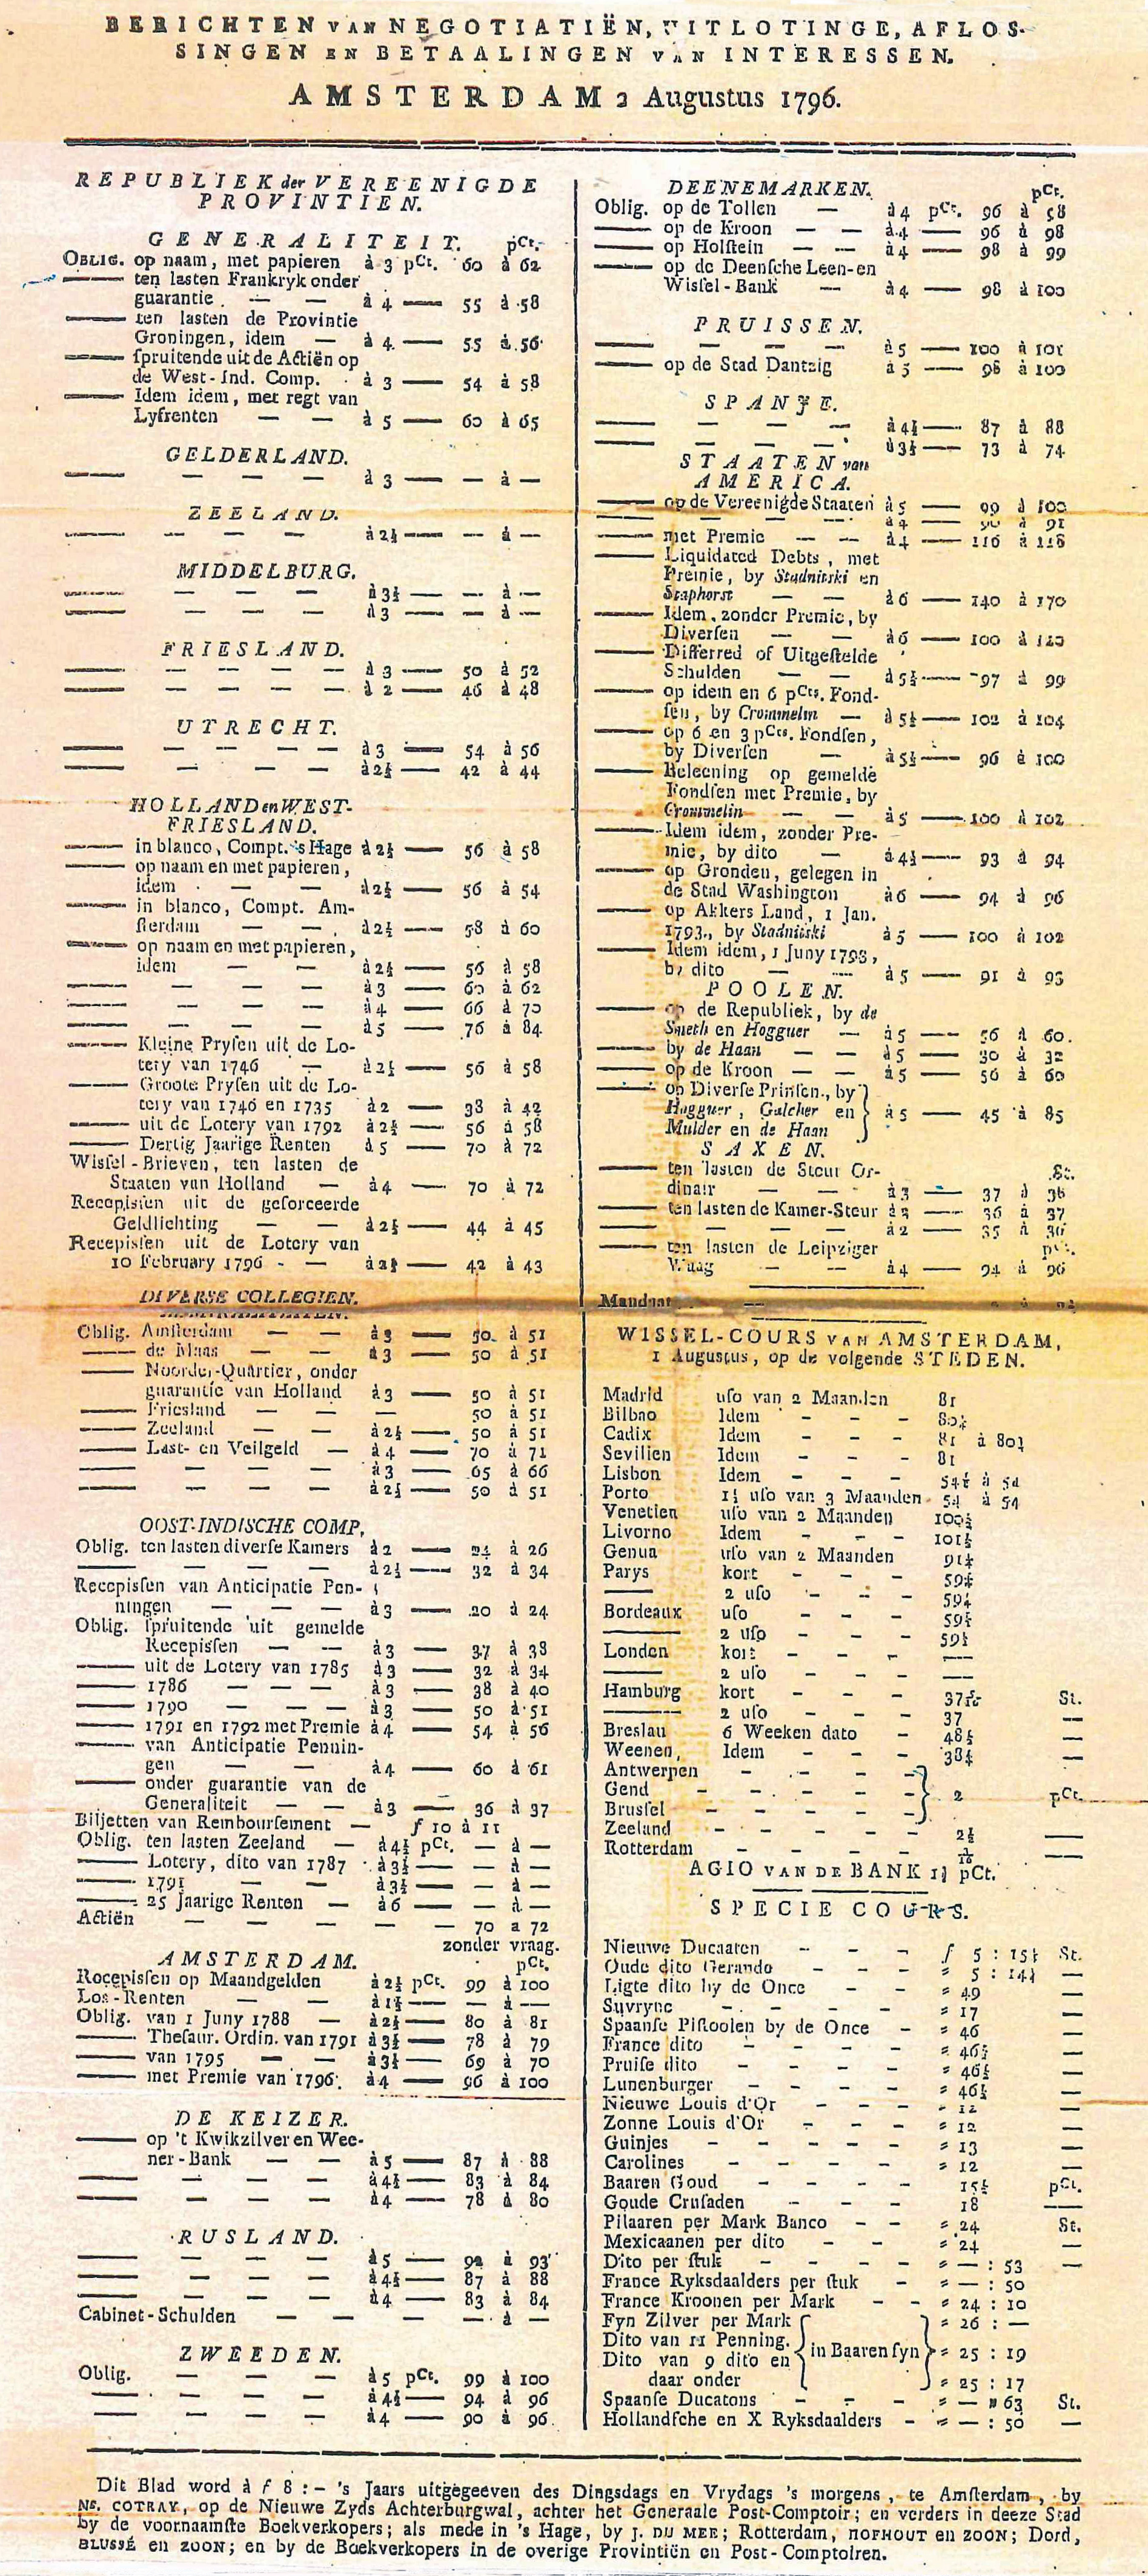 BERICHTEN VAN NEGOTIATIËN, UITLOTINGE, AFLOS-
SINGEN EN BETAALINGEN VAN INTERESSEN.
AMSTERDAM 2 Augustus 1796.
REPUBLIEK der VEREENIGDE
PROVINTIEN.
GENERALITEIT. pCt.
OBLIG. op naam, met papieren à 3 pCt. 60 à 62
—— ten lasten Frankryk onder
guarantie — — à 4 —— 55 à 58
—— ten lasten de Provintie
Groningen, idem — à 4 —— 55 à 56
—— ſpruitende uit de Actiën op
de West-Ind. Comp. à 3 —— 54 à 58
—— Idem idem, met regt van
Lyfrenten — — à 5 —— 60 à 65
GELDERLAND.
—— — — — à 3 —— — à —
ZEELAND.
—— — — — à 2½ —— — à —
MIDDELBURG.
—— — — — à 3½ —— — à —
—— — — — à 3 —— — à —
FRIESLAND.
—— — — — — à 3 —— 50 à 52
—— — — — — à 2 —— 46 à 48
UTRECHT.
—— — — — — à 3 —— 54 à 56
—— — — — — à 2½ —— 42 à 44
HOLLAND en WEST-
FRIESLAND.
—— in blanco, Compt. 's Hage à 2½ —— 56 à 58
—— op naam en met papieren,
idem — — à 2½ —— 56 à 54
—— in blanco, Compt. Am-
ſterdam — — à 2½ —— 58 à 60
—— op naam en met papieren,
idem — — à 2½ —— 56 à 58
—— — — — à 3 —— 60 à 62
—— — — — à 4 —— 66 à 70
—— — — — à 5 —— 76 à 84
—— Kleine Pryſen uit de Lo-
tery van 1746 — à 2½ —— 56 à 58
—— Groote Pryſen uit de Lo-
tery van 1746 en 1735 à 2 —— 38 à 42
—— uit de Lotery van 1792 à 2½ —— 56 à 58
—— Dertig Jaarige Renten à 5 —— 70 à 72
Wisſel-Brieven, ten lasten de
Staaten van Holland — à 4 —— 70 à 72
Recepisſen uit de geforceerde
Geldlichting — — à 2½ —— 44 à 45
Recepisſen uit de Lotery van
10 February 1796 - — à 2½ —— 42 à 43
DIVERSE COLLEGIEN.
Oblig. Amſterdam — — à 3 —— 50 à 51
—— de Maas — — à 3 —— 50 à 51
—— Noorder-Quartier, onder
guarantie van Holland à 3 —— 50 à 51
—— Friesland — — — 50 à 51
—— Zeeland — — à 2½ —— 50 à 51
—— Last- en Veilgeld — à 4 —— 70 à 71
—— — — — à 3 —— 65 à 66
—— — — — à 2½ —— 50 à 51
OOST-INDISCHE COMP.
Oblig. ten lasten diverſe Kamers à 2 —— 24 à 26
—— — — — à 2½ —— 32 à 34
Recepisſen van Anticipatie Pen-
ningen — — — à 3 —— 20 à 24
Oblig. ſpruitende uit gemelde
Recepisſen — — à 3 —— 37 à 38
—— uit de Lotery van 1785 à 3 —— 32 à 34
—— 1786 — — — à 3 —— 38 à 40
—— 1790 — — — à 3 —— 50 à 51
—— 1791 en 1792 met Premie à 4 —— 54 à 56
—— van Anticipatie Pennin-
gen — — à 4 —— 60 à 61
—— onder guarantie van de
Generaliteit — — à 3 —— 36 à 37
Biljetten van Rembourſement — f 10 à 11
Oblig. ten lasten Zeeland — à 4½ pCt. — à —
—— Lotery, dito van 1787 à 3½ —— — à —
—— 1791 — — à 3½ —— — à —
—— 25 Jaarige Renten — à 6 —— — à —
Actiën — — — — — 70 a 72
zonder vraag.
AMSTERDAM. pCt.
Recepisſen op Maandgelden à 2½ pCt. 99 à 100
Los-Renten — — à 1½ —— — à —
Oblig. van 1 Juny 1788 — à 2½ —— 80 à 81
—— Theſaur. Ordin. van 1791 à 3½ —— 78 à 79
—— van 1795 — — à 3½ —— 69 à 70
—— met Premie van 1796. à 4 —— 96 à 100
DE KEIZER.
—— op 't Kwikzilver en Wee-
ner-Bank — — à 5 —— 87 à 88
—— — — — à 4½ —— 83 à 84
—— — — — à 4 —— 78 à 80
RUSLAND.
—— — — — à 5 —— 92 à 93
—— — — — à 4½ —— 87 à 88
—— — — — à 4 —— 83 à 84
Cabinet-Schulden — — — — à —
ZWEEDEN.
Oblig. — — — à 5 pCt. 99 à 100
—— — — — à 4½ —— 94 à 96
—— — — — à 4 —— 90 à 96
DEENEMARKEN. pCt.
Oblig. op de Tollen — à 4 pCt. 96 à 58
—— op de Kroon — — à 4 —— 96 à 98
—— op Holſtein — — à 4 —— 98 à 99
—— op de Deenſche Leen-en
Wisſel-Bank — à 4 —— 98 à 100
PRUISSEN.
—— — — — à 5 —— 100 à 101
—— op de Stad Dantzig à 5 —— 98 à 100
SPANJE.
—— — — — à 4½ —— 87 à 88
—— — — — à 3½ —— 73 à 74
STAATEN van
AMERICA.
—— op de Vereenigde Staaten à 5 —— 99 à 100
—— — — — à 4 —— 90 à 91
—— met Premie — — à 4 —— 116 à 118
—— Liquidated Debts, met
Premie, by Stadnitski en
Staphorst — — à 6 —— 140 à 170
—— Idem, zonder Premie, by
Diverſen — — à 6 —— 100 à 120
—— Differred of Uitgeſtelde
Schulden — — à 5½ —— 97 à 99
—— op idem en 6 pCts. Fond-
ſen, by Crommelin — à 5½ —— 102 à 104
—— op 6 en 3 pCts. Fondſen,
by Diverſen — à 5½ —— 96 à 100
—— Beleening op gemelde
Fondſen met Premie, by
Crommelin — — à 5 —— 100 à 102
—— Idem idem, zonder Pre-
mie, by dito — à 4½ —— 93 à 94
—— op Gronden, gelegen in
de Stad Washington à 6 —— 94 à 96
—— op Akkers Land, 1 Jan.
1793., by Stadnitski à 5 —— 100 à 102
—— Idem idem, 1 Juny 1793,
by dito — — à 5 —— 91 à 93
POOLEN.
—— op de Republiek, by de
Smeth en Hogguer — à 5 —— 56 à 60.
—— by de Haan — — à 5 —— 30 à 32
—— op de Kroon — — à 5 —— 50 à 60
—— op Diverſe Prinſen., by
Hogguer, Gulcher en à 5 —— 45 à 85
Mulder en de Haan
SAXEN.
—— ten lasten de Steur Or- St.
dinair — — à 3 —— 37 à 38
—— ten lasten de Kamer-Steur à 3 —— 36 à 37
—— — — — à 2 —— 35 à 36
—— ten lasten de Leipziger pCt.
Waag — — à 4 —— 94 à 96
Mandaat —
WISSEL-COURS VAN AMSTERDAM,
1 Augustus, op de volgende STEDEN.
Madrid uſo van 2 Maanden 81
Bilbao Idem - - - 80¾
Cadix Idem - - - 81 à 80¾
Sevilien Idem - - - 81
Lisbon Idem - - - 54¼ à 54
Porto 1½ uſo van 3 Maanden 54 à 54
Venetien uſo van 2 Maanden 100½
Livorno Idem - - - 101½
Genua uſo van 2 Maanden 91¼
Parys kort - - - 59¼
—— 2 uſo - - - 59¼
Bordeaux uſo - - - 59½
—— 2 uſo - - - 59½
Londen kort - - - —
—— 2 uſo - - - —
Hamburg kort - - - 37 St.
—— 2 uſo - - - 37 —
Breslau 6 Weeken dato - 48½ —
Weenen, Idem - - - 38¼ —
Antwerpen - - - -
Gend - - - - 2 pCt.
Brusſel - - - -
Zeeland - - - - 2½ —
Rotterdam - - - - 1/16 —
AGIO VAN DE BANK 1¾ pCt.
SPECIE COURS.
Nieuwe Ducaaten - - - f 5 : 15½ St.
Oude dito Gerando - - - = 5 : 14½ —
Ligte dito by de Once - - = 49 —
Suvryne - - - - = 17 —
Spaanſe Piſtoolen by de Once - = 46 —
France dito - - - - = 46½ —
Pruiſe dito - - - - = 46½ —
Lunenburger - - - - = 46½ —
Nieuwe Louis d'Or - - - = 12 —
Zonne Louis d'Or - - - = 12 —
Guinjes - - - - = 13 —
Carolines - - - - = 12 —
Baaren Goud - - - - 15½ pCt.
Goude Cruſaden - - - 18 —
Pilaaren per Mark Banco - - = 24 St.
Mexicaanen per dito - - = 24 —
Dito per ſtuk - - - - = — : 53 —
France Ryksdaalders per ſtuk - = — : 50
France Kroonen per Mark - - = 24 : 10
Fyn Zilver per Mark = 26 : —
Dito van 11 Penning. in Baaren fyn = 25 : 19
Dito van 9 dito en
daar onder = 25 : 17
Spaanſe Ducatons - - - = — " 63 St.
Hollandſche en X Ryksdaalders - = — : 50 —
Dit Blad word à f 8 : – 's Jaars uitgegeeven des Dingsdags en Vrydags 's morgens, te Amſterdam, by
Ns. COTRAY, op de Nieuwe Zyds Achterburgwal, achter het Generaale Post-Comptoir; en verders in deeze Stad
by de voornaamſte Boekverkopers; als mede in 's Hage, by J. DU MEE; Rotterdam, HOFHOUT en ZOON; Dord,
BLUSSÉ en ZOON; en by de Boekverkopers in de overige Provintiën en Post-Comptoiren.